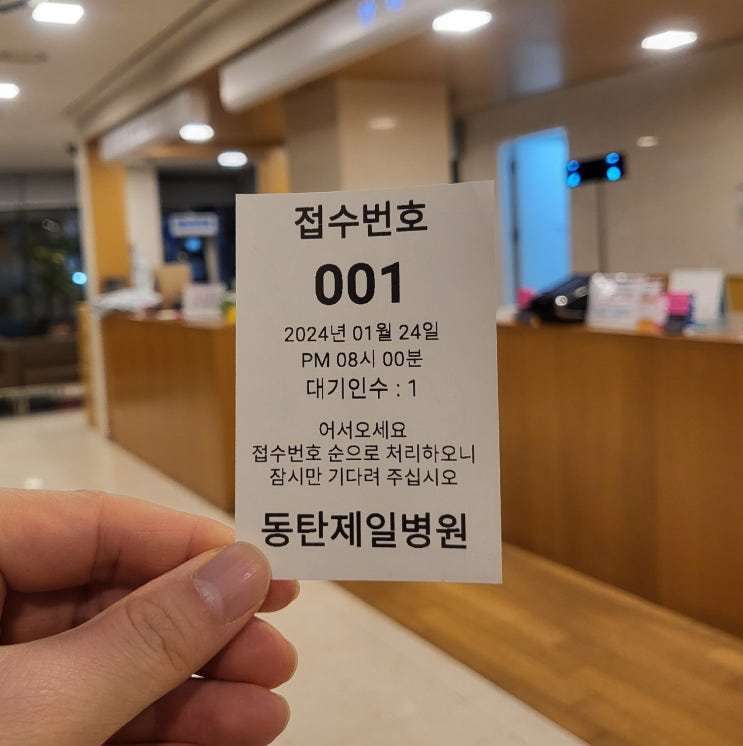 접수번호
001
2024년 01월 24일
PM 08시 00분
대기인수 : 1
어서오세요
접수번호 순으로 처리하오니
잠시만 기다려 주십시오
동탄제일병원